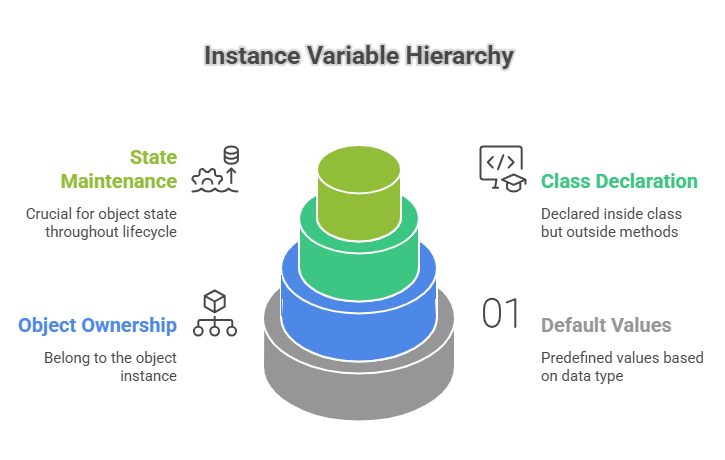 Instance Variable Hierarchy
State
Maintenance
Crucial for object state
throughout lifecycle
Class Declaration
Declared inside class
but outside methods
Object Ownership
Belong to the object
instance
01
Default Values
Predefined values based
on data type